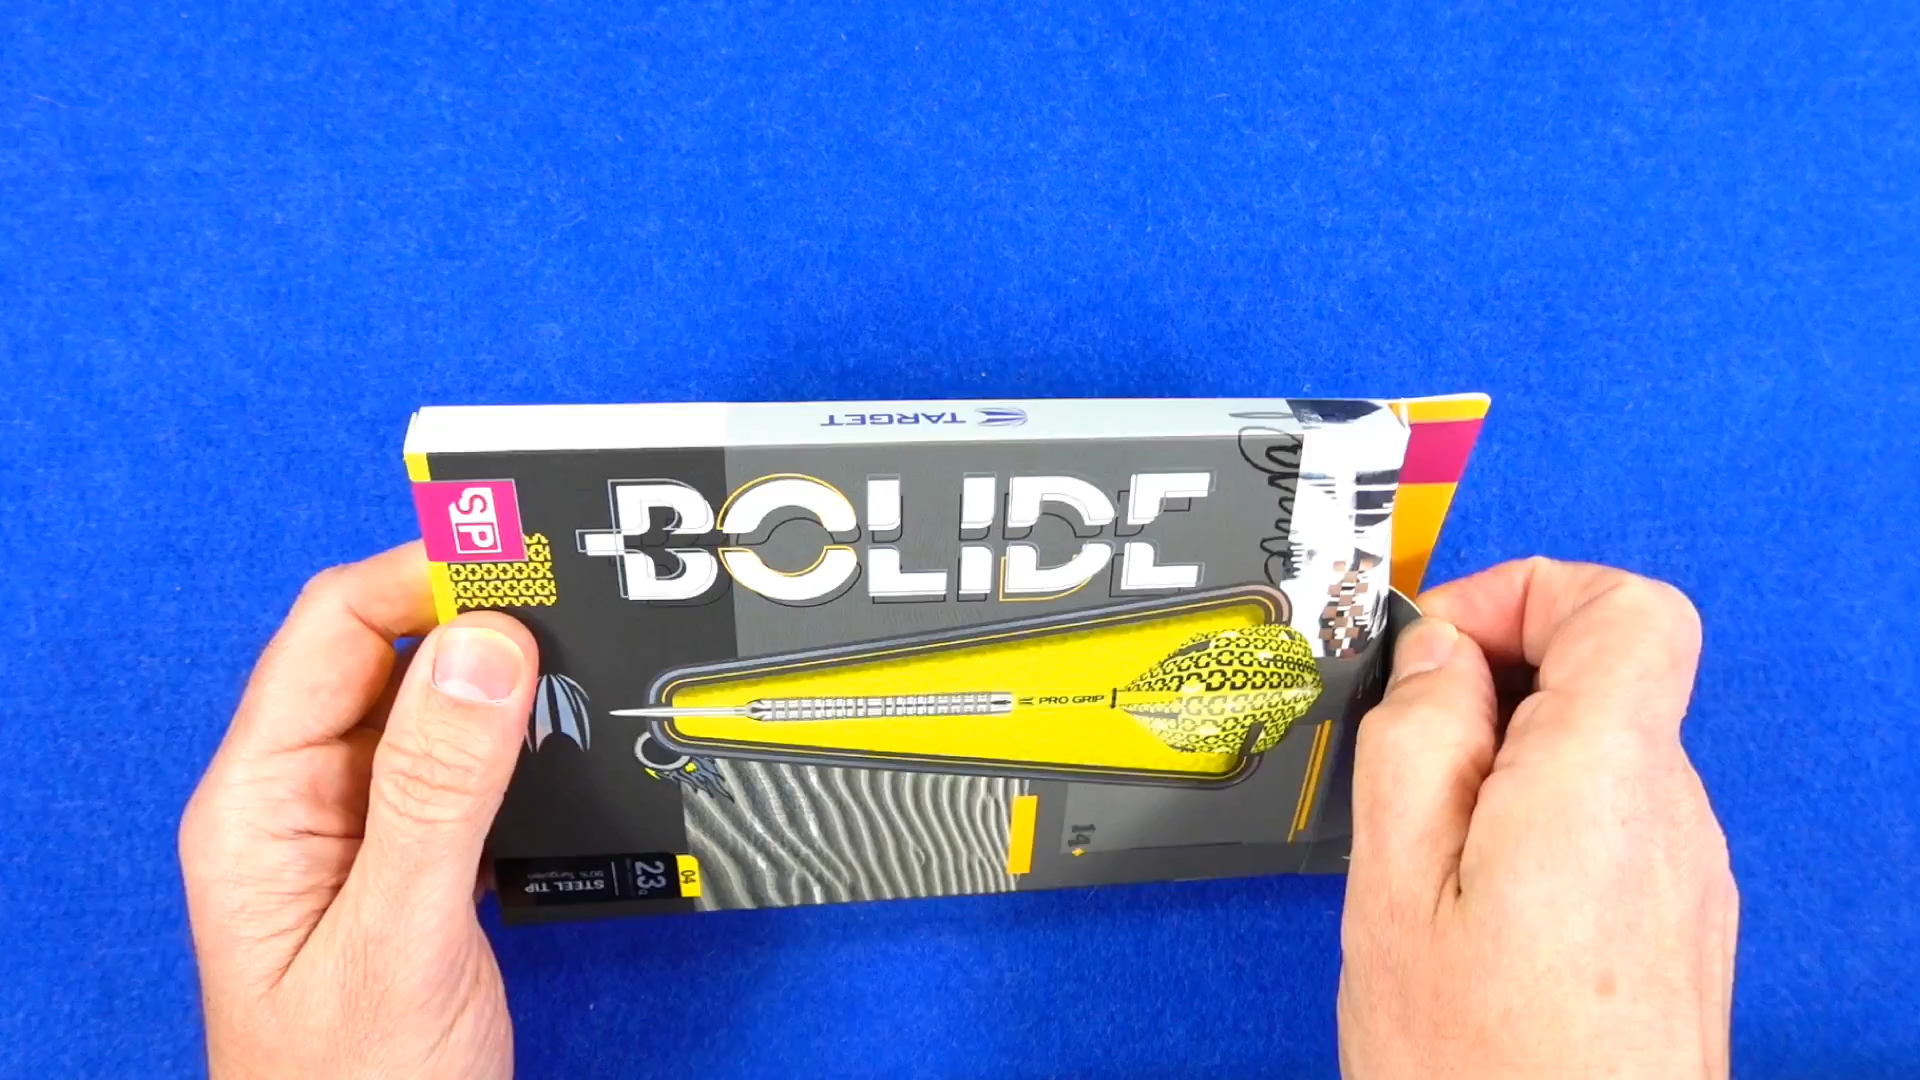 TARGET
SP
BOLIDE
PRO GRIP
14
04
23g
STEEL TIP
90% Tungsten